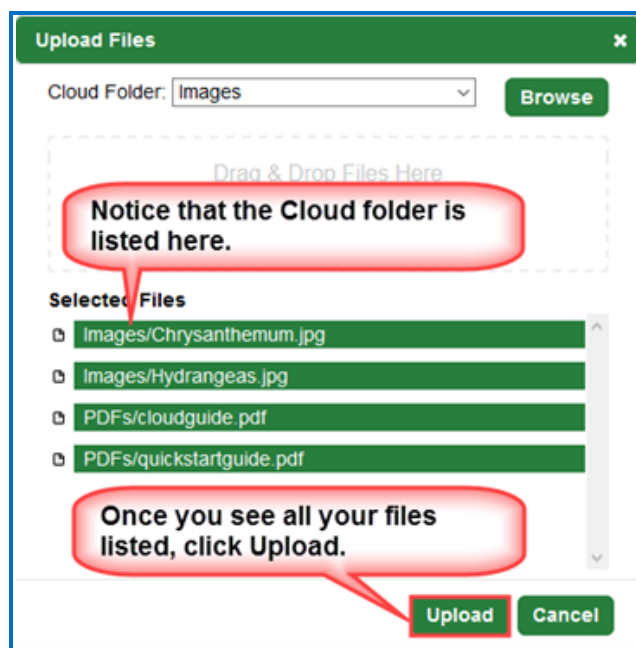 Upload Files ×
Cloud Folder: Images Browse
Drag & Drop Files Here
Notice that the Cloud folder is
listed here.
Selected Files
Images/Chrysanthemum.jpg
Images/Hydrangeas.jpg
PDFs/cloudguide.pdf
PDFs/quickstartguide.pdf
Once you see all your files
listed, click Upload.
Upload Cancel